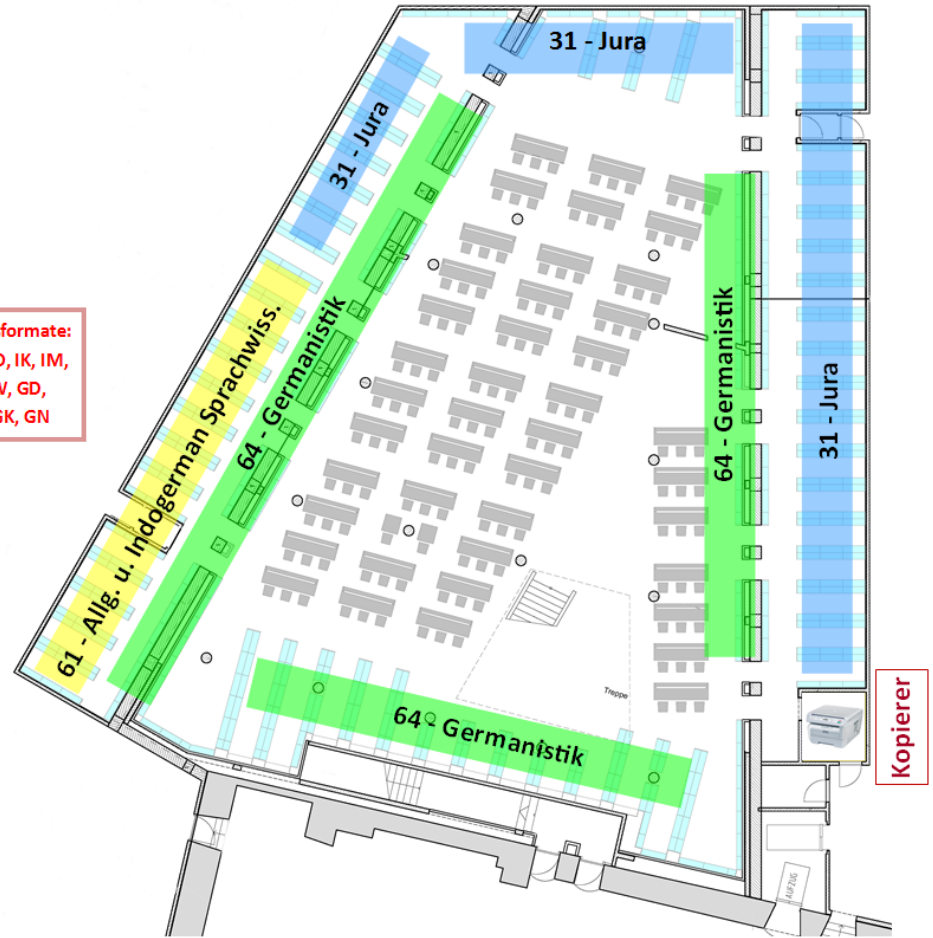 31 - Jura
31 - Jura
64 - Germanistik
61 - Allg. u. Indogerman Sprachwiss.
formate:
IK, IM,
GD,
GN
64 - Germanistik
31 - Jura
64 - Germanistik
Treppe
Kopierer
AUFZUG